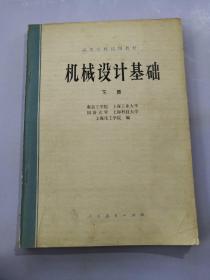 高等学校试用教材
机械设计基础
下册
南京工学院 上海工业大学
同济大学 上海科技大学
上海化工学院 编
人民教育出版社